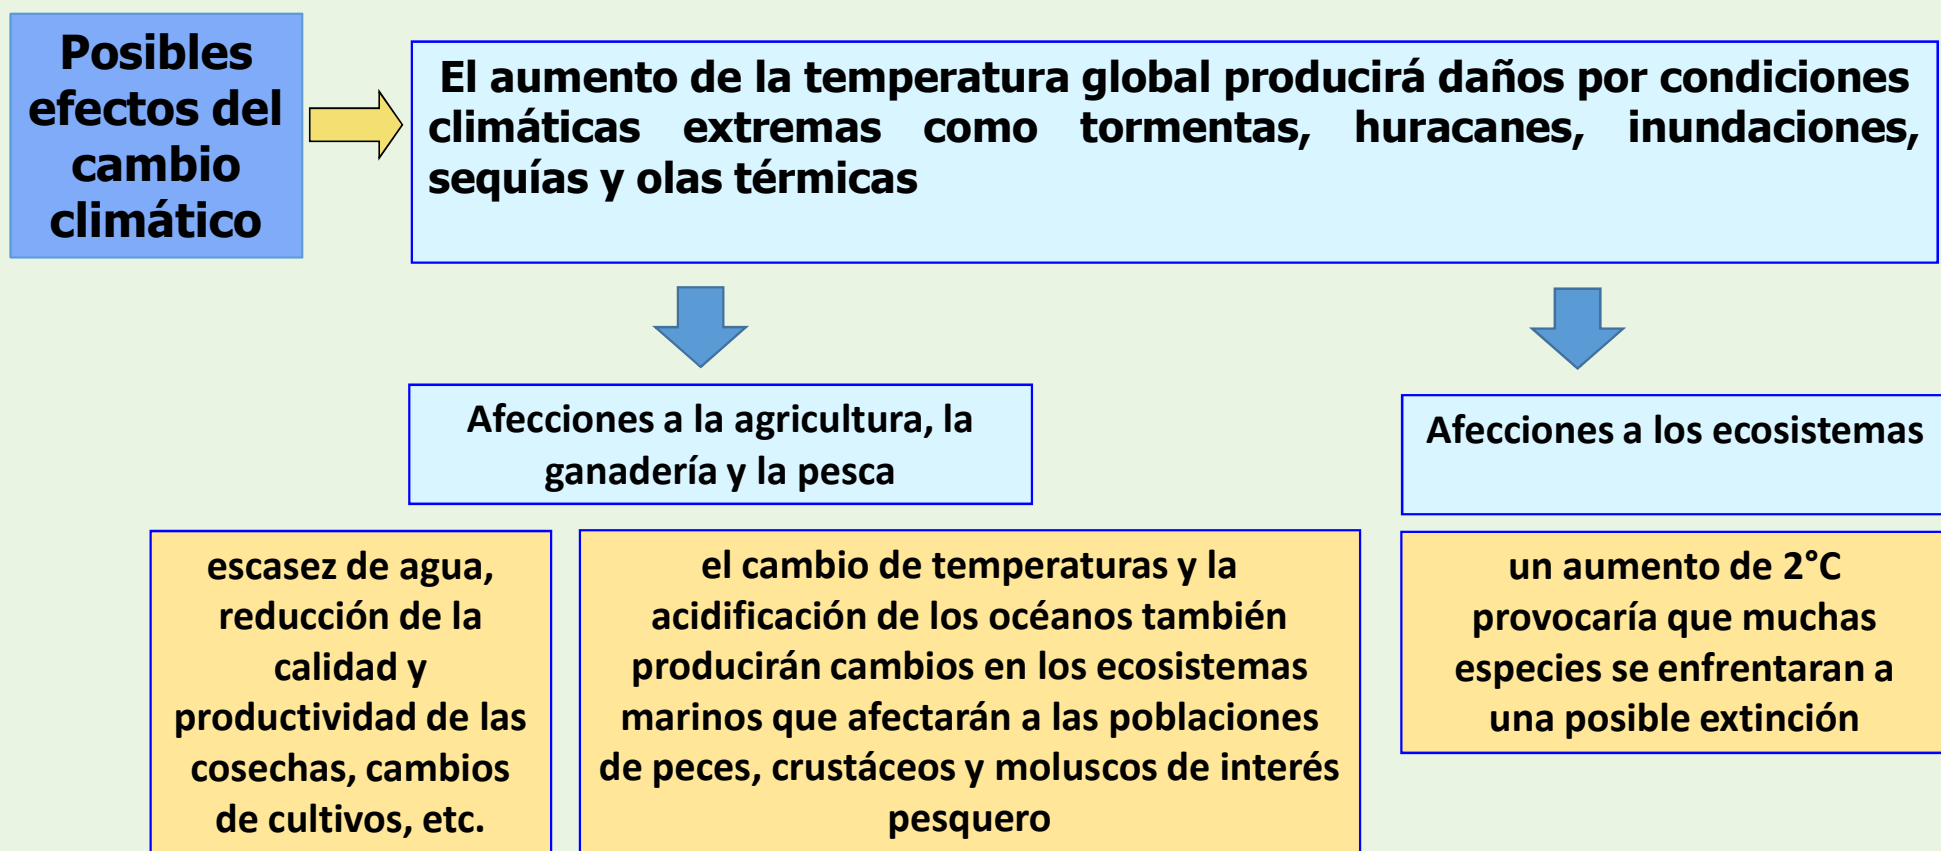 Posibles
efectos del
cambio
climático
El aumento de la temperatura global producirá daños por condiciones
climáticas extremas como tormentas, huracanes, inundaciones,
sequías y olas térmicas
Afecciones a la agricultura, la
ganadería y la pesca
Afecciones a los ecosistemas
escasez de agua,
reducción de la
calidad y
productividad de las
cosechas, cambios
de cultivos, etc.
el cambio de temperaturas y la
acidificación de los océanos también
producirán cambios en los ecosistemas
marinos que afectarán a las poblaciones
de peces, crustáceos y moluscos de interés
pesquero
un aumento de 2°C
provocaría que muchas
especies se enfrentaran a
una posible extinción